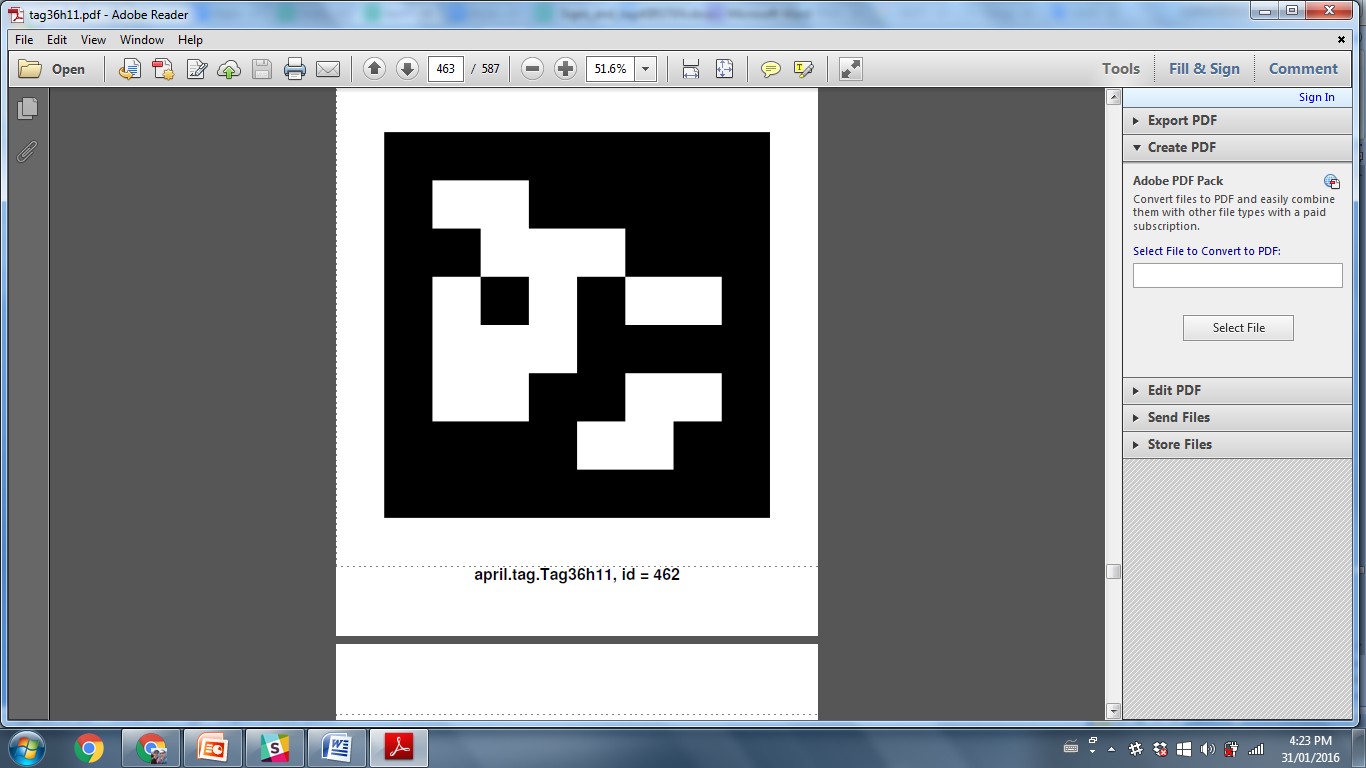 tag36h11.pdf - Adobe Reader
File Edit View Window Help
Open 463 / 587 51.6% Tools Fill & Sign Comment
Sign In
Export PDF
Create PDF
Adobe PDF Pack
Convert files to PDF and easily combine
them with other file types with a paid
subscription.
Select File to Convert to PDF:
Select File
Edit PDF
Send Files
Store Files
april.tag.Tag36h11, id = 462
4:23 PM
31/01/2016